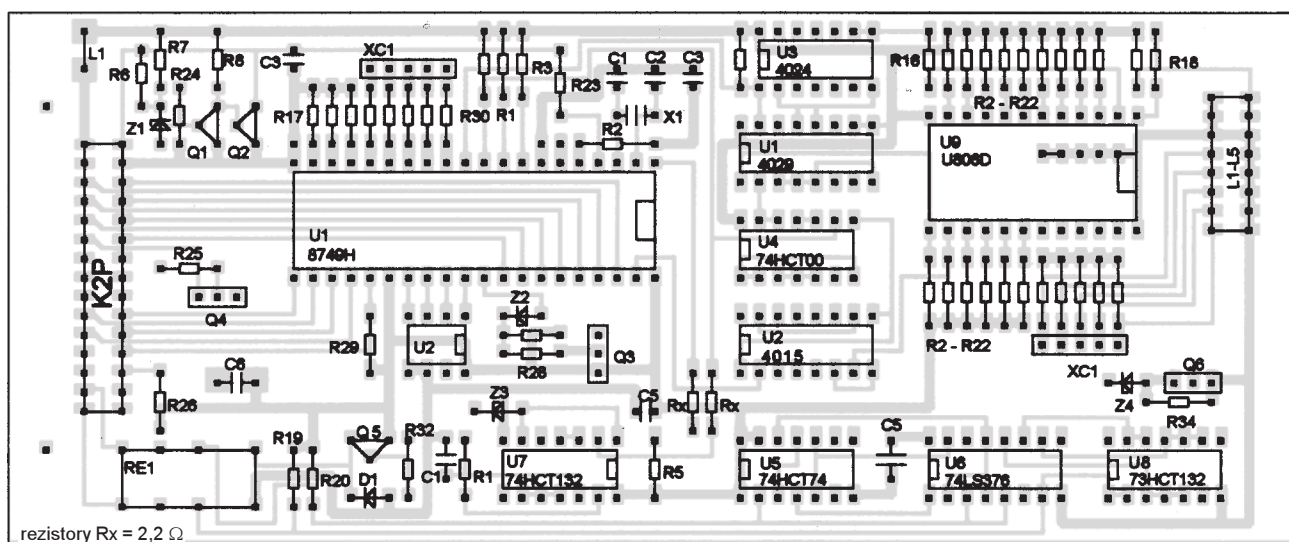 L1
R7
R6
R24
R8
C3
XC1
R3
R23
C1
C2
C3
U3
4094
R16
R18
Z1
Q1
Q2
R17
R30
R1
X1
R2
R2 - R22
U1
4029
U9
U806D
L1-U5
U1
8749H
U4
74HCT00
K2P
R25
Q4
Z2
R29
U2
R28
Q3
U2
4015
R2 - R22
XC1
Q6
Z4
R34
C6
R26
Z3
C5
Rx
Rx
C5
RE1
R19
R20
Q5
D1
R32
C1
R1
U7
74HCT132
R5
U5
74HCT74
U6
74LS376
U8
73HCT132
rezistory Rx = 2,2 Ω